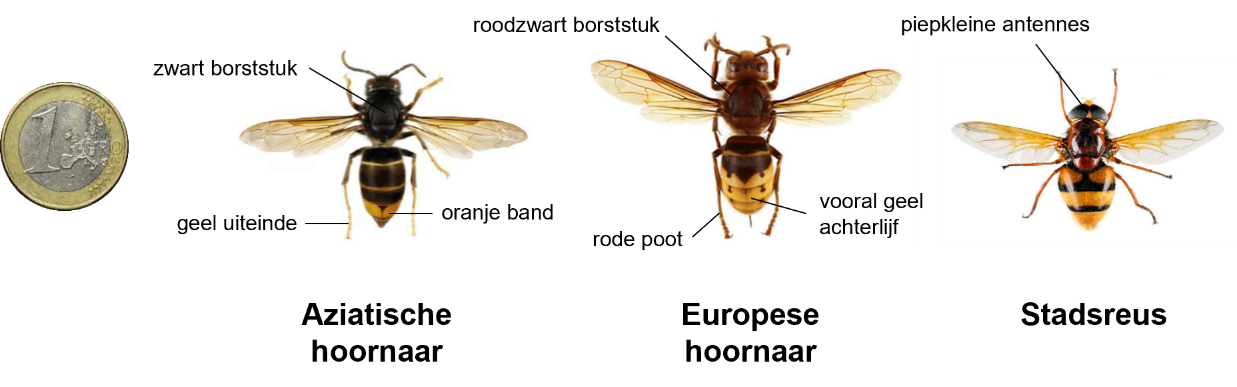 zwart borststuk
geel uiteinde
oranje band
Aziatische
hoornaar
roodzwart borststuk
rode poot
vooral geel
achterlijf
Europese
hoornaar
piepkleine antennes
Stadsreus
1